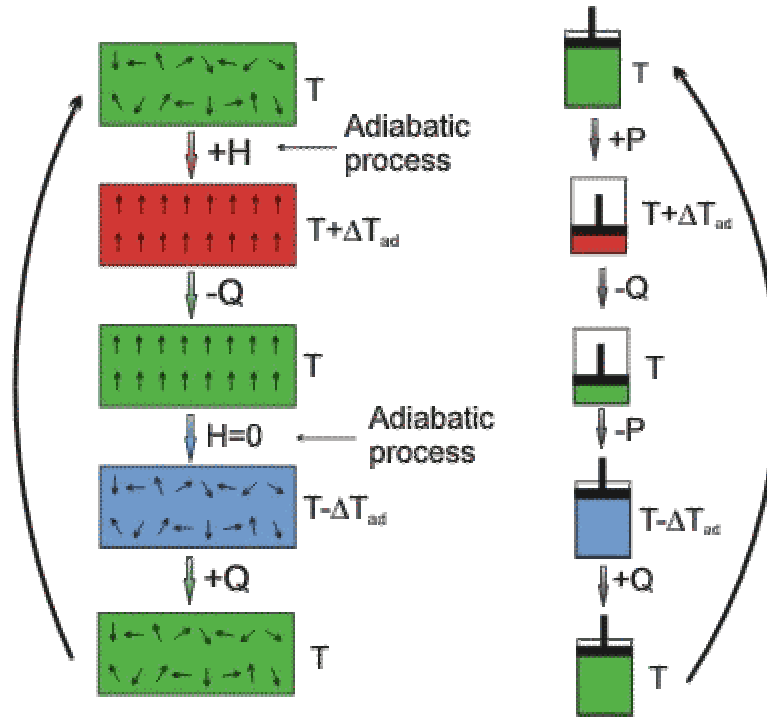 T
+H
Adiabatic
process
T+ΔTad
-Q
T
H=0
Adiabatic
process
T-ΔTad
+Q
T
T
+P
T+ΔTad
-Q
T
-P
T-ΔTad
+Q
T